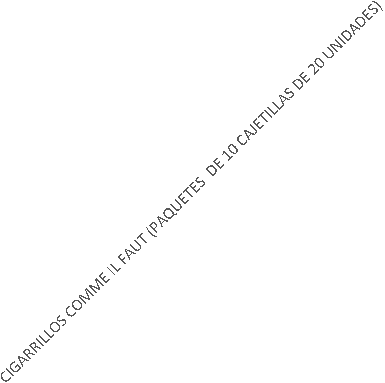 CIGARRILLOS COMME IL FAUT (PAQUETES  DE 10 CAJETILLAS DE 20 UNIDADES)